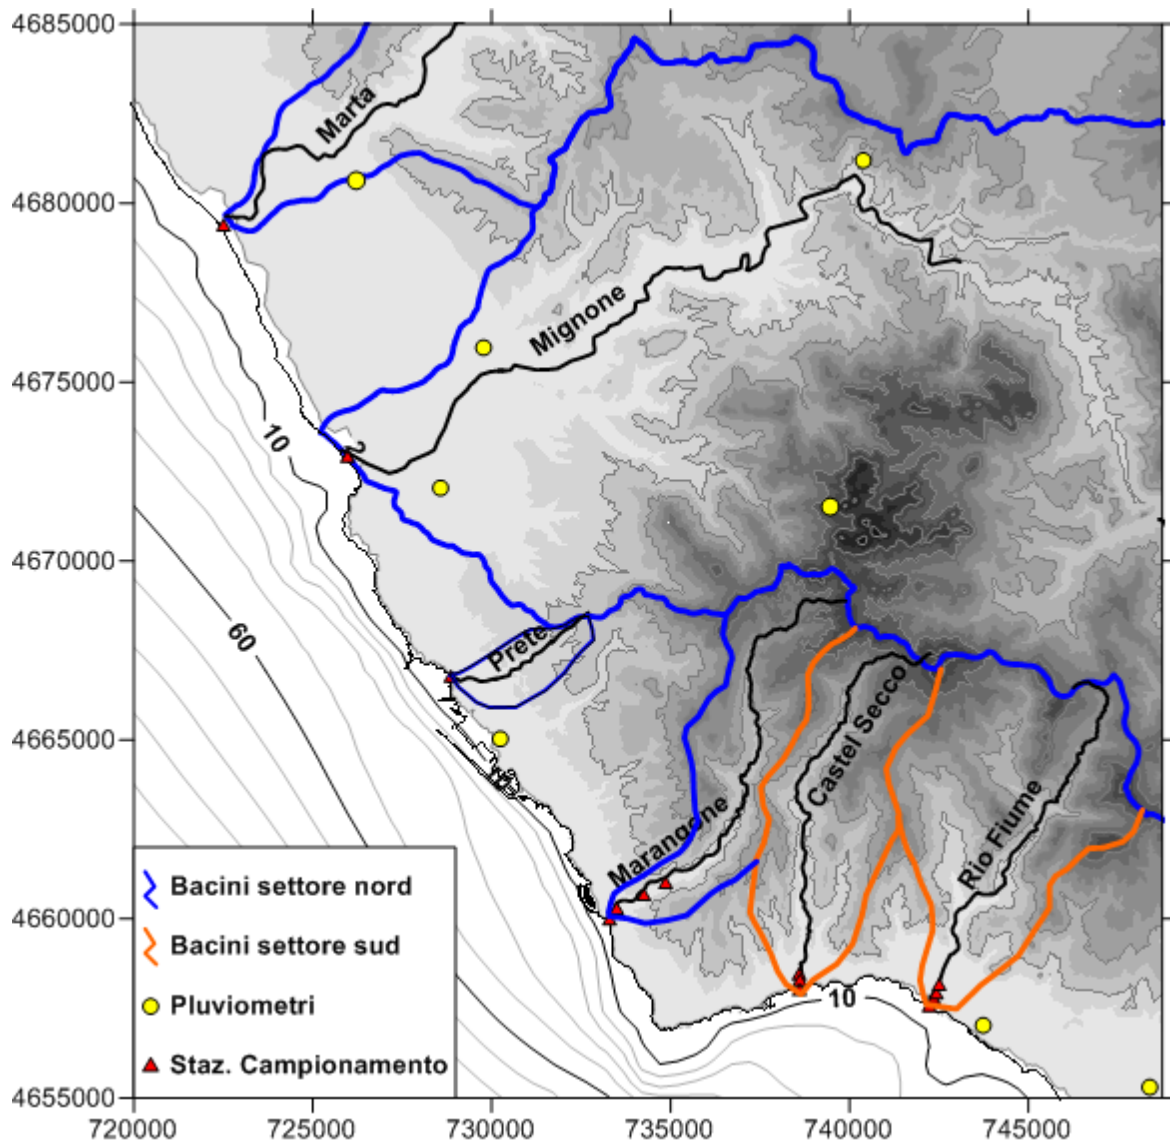 4685000
Marta
4680000
Mignone
4675000
2
10
4670000
60
Prete
4665000
Castel Secco
Marangone
Rio Fiume
Bacini settore nord
4660000
Bacini settore sud
10
Pluviometri
Staz. Campionamento
4655000
720000 725000 730000 735000 740000 745000